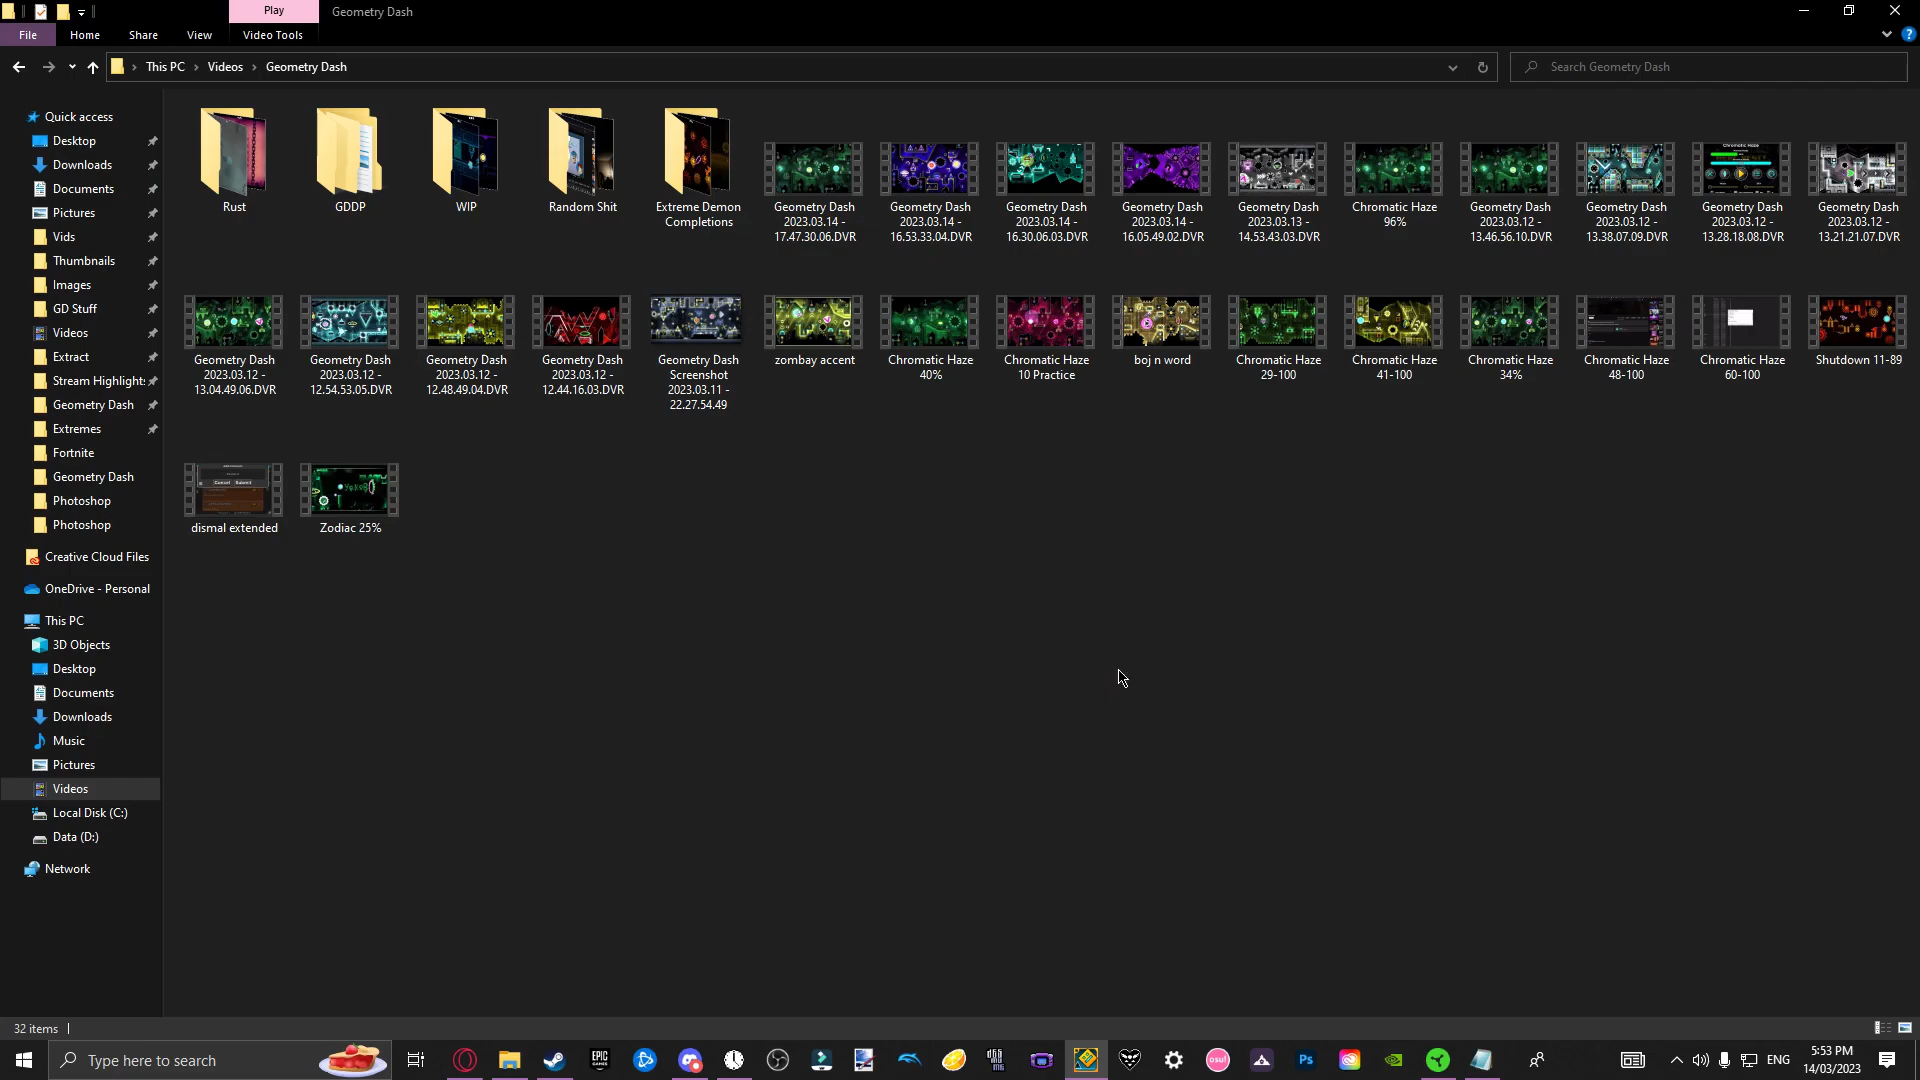 Play
Geometry Dash
File
Home
Share
View
Video Tools
This PC
Videos
Geometry Dash
Search Geometry Dash
Quick access
Desktop
Downloads
Documents
Pictures
Vids
Thumbnails
Images
GD Stuff
Videos
Extract
Stream Highlight
Geometry Dash
Extremes
Fortnite
Geometry Dash
Photoshop
Photoshop
Creative Cloud Files
OneDrive - Personal
This PC
3D Objects
Desktop
Documents
Downloads
Music
Pictures
Videos
Local Disk (C:)
Data (D:)
Network
Rust
GDDP
WIP
Random Shit
Extreme Demon
Completions
Geometry Dash
2023.03.14 -
17.47.30.06.DVR
Geometry Dash
2023.03.14 -
16.53.33.04.DVR
Geometry Dash
2023.03.14 -
16.30.06.03.DVR
Geometry Dash
2023.03.14 -
16.05.49.02.DVR
Geometry Dash
2023.03.13 -
14.53.43.03.DVR
Chromatic Haze
96%
Geometry Dash
2023.03.12 -
13.46.56.10.DVR
Geometry Dash
2023.03.12 -
13.38.07.09.DVR
Geometry Dash
2023.03.12 -
13.28.18.08.DVR
Geometry Dash
2023.03.12 -
13.21.21.07.DVR
Geometry Dash
2023.03.12 -
13.04.49.06.DVR
Geometry Dash
2023.03.12 -
12.54.53.05.DVR
Geometry Dash
2023.03.12 -
12.48.49.04.DVR
Geometry Dash
2023.03.12 -
12.44.16.03.DVR
Geometry Dash
Screenshot
2023.03.11 -
22.27.54.49
zombay accent
Chromatic Haze
40%
Chromatic Haze
10 Practice
boj n word
Chromatic Haze
29-100
Chromatic Haze
41-100
Chromatic Haze
34%
Chromatic Haze
48-100
Chromatic Haze
60-100
Shutdown 11-89
dismal extended
Zodiac 25%
32 items
Type here to search
EPIC
GAMES
osu!
Ps
ENG
5:53 PM
14/03/2023